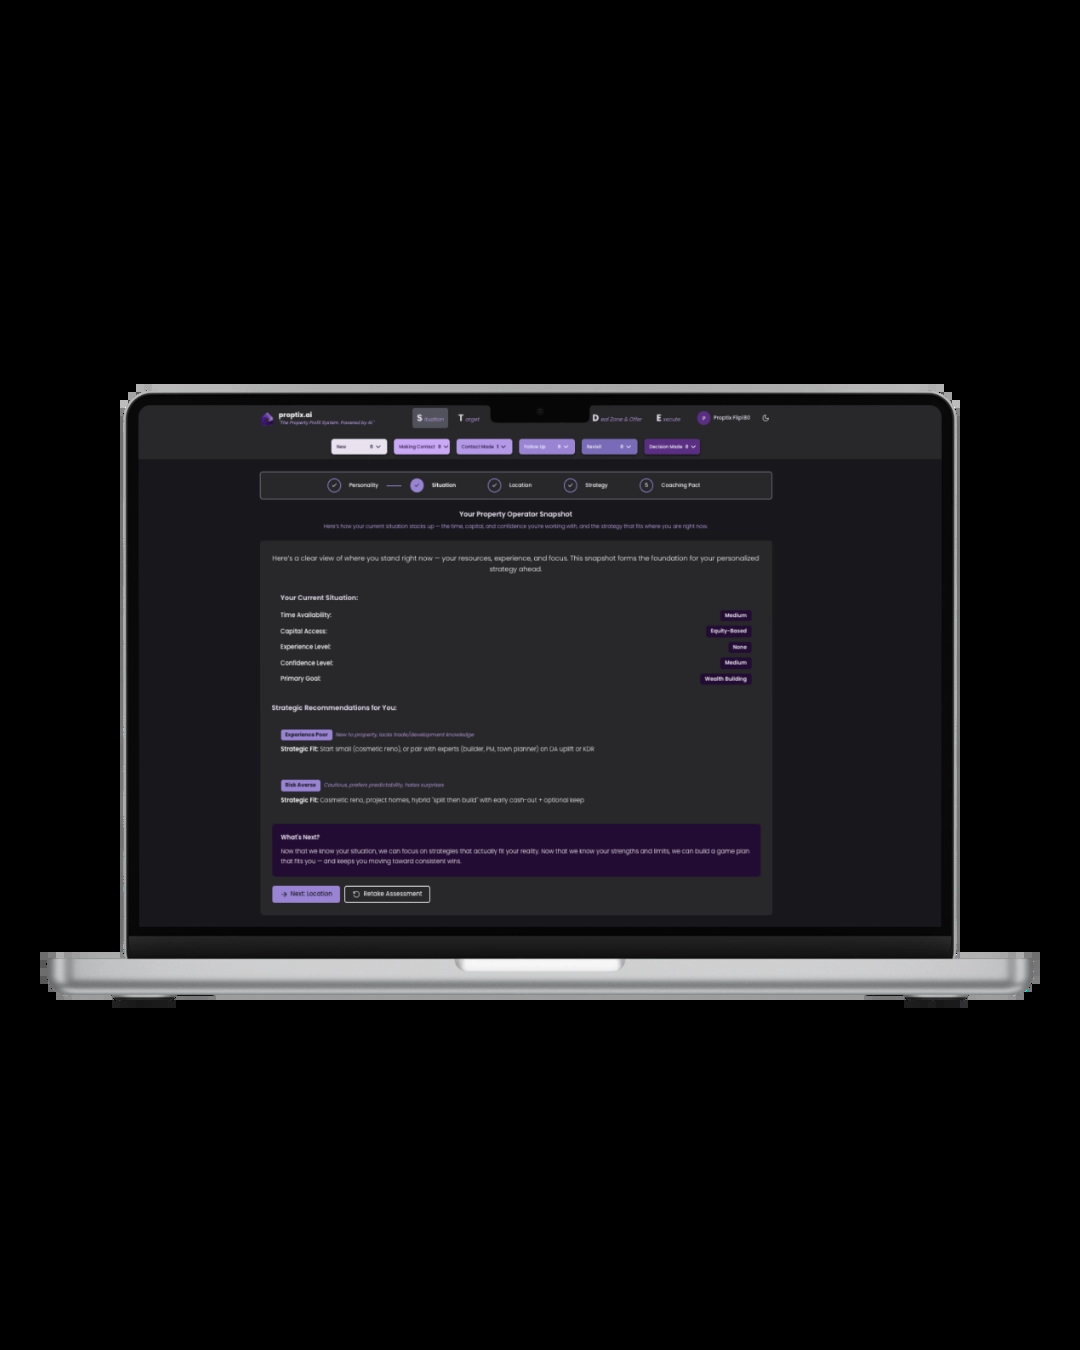 proptix.ai
"The Property Profit System. Powered by AI"
Situation
Target
Deal Zone & Offer
Execute
P
Proptix Flip180
New 0
Making Contact 0
Contact Made 1
Follow Up 0
Revisit 0
Decision Made 0
Personality
Situation
Location
Strategy
5 Coaching Pact
Your Property Operator Snapshot
Here's how your current situation stacks up — the time, capital, and confidence you're working with, and the strategy that fits where you are right now.
Here's a clear view of where you stand right now — your resources, experience, and focus. This snapshot forms the foundation for your personalized
strategy ahead.
Your Current Situation:
Time Availability: Medium
Capital Access: Equity-Based
Experience Level: None
Confidence Level: Medium
Primary Goal: Wealth Building
Strategic Recommendations for You:
Experience Poor New to property, lacks trade/development knowledge
Strategic Fit: Start small (cosmetic reno), or pair with experts (builder, PM, town planner) on DA uplift or KDR
Risk Averse Cautious, prefers predictability, hates surprises
Strategic Fit: Cosmetic reno, project homes, hybrid "split then build" with early cash-out + optional keep
What's Next?
Now that we know your situation, we can focus on strategies that actually fit your reality. Now that we know your strengths and limits, we can build a game plan
that fits you — and keeps you moving toward consistent wins.
Next: Location
Retake Assessment